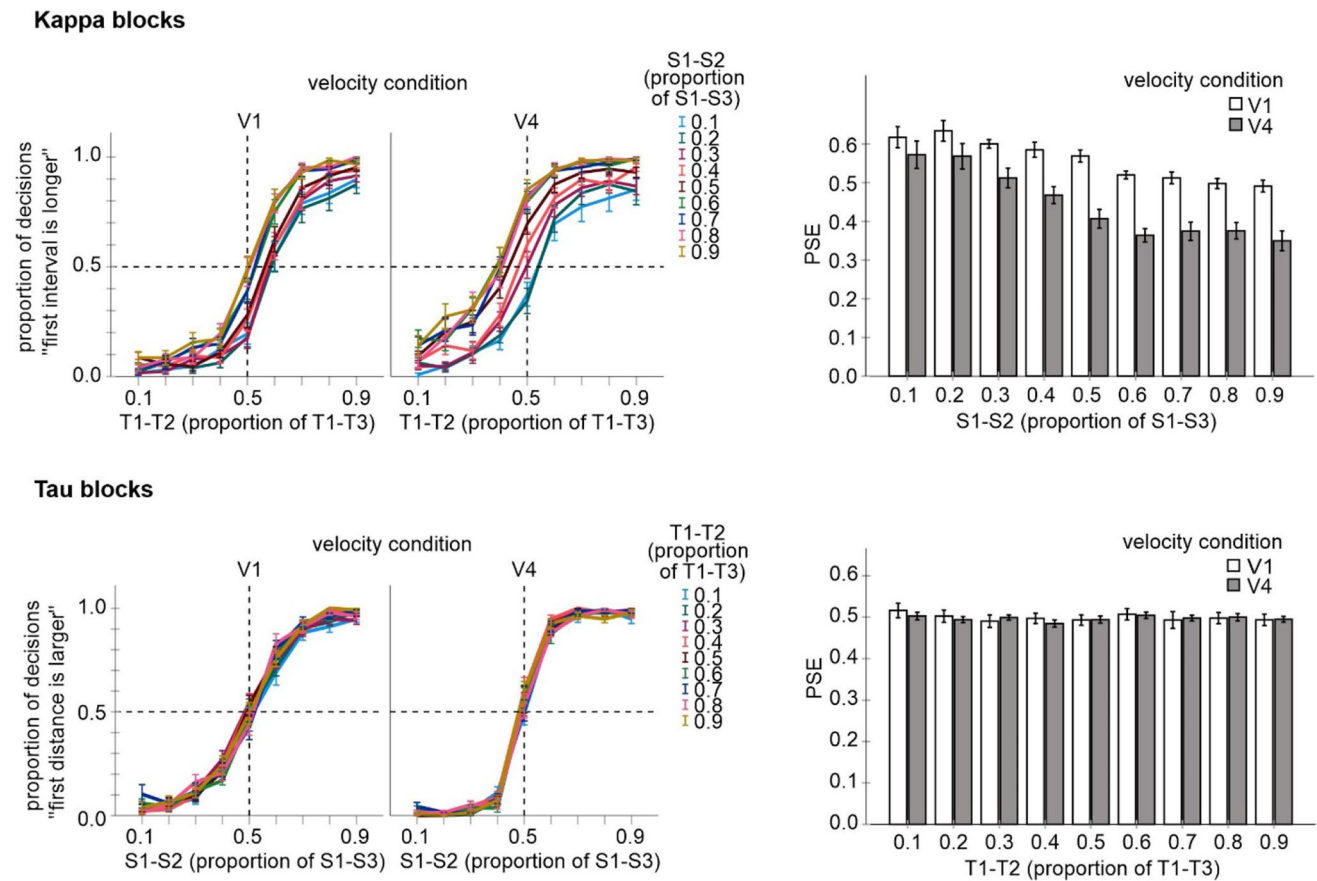 Kappa blocks
velocity condition
V1
V4
S1-S2
(proportion
of S1-S3)
0.1
0.2
0.3
0.4
0.5
0.6
0.7
0.8
0.9
proportion of decisions
"first interval is longer"
1.0
0.5
0.0
0.1 0.5 0.9
T1-T2 (proportion of T1-T3)
0.1 0.5 0.9
T1-T2 (proportion of T1-T3)
velocity condition
V1
V4
PSE
0.6
0.5
0.4
0.3
0.2
0.1
0.0
0.1 0.2 0.3 0.4 0.5 0.6 0.7 0.8 0.9
S1-S2 (proportion of S1-S3)
Tau blocks
velocity condition
V1
V4
T1-T2
(proportion
of T1-T3)
0.1
0.2
0.3
0.4
0.5
0.6
0.7
0.8
0.9
proportion of decisions
"first distance is larger"
1.0
0.5
0.0
0.1 0.5 0.9
S1-S2 (proportion of S1-S3)
0.1 0.5 0.9
S1-S2 (proportion of S1-S3)
velocity condition
V1
V4
PSE
0.6
0.5
0.4
0.3
0.2
0.1
0.0
0.1 0.2 0.3 0.4 0.5 0.6 0.7 0.8 0.9
T1-T2 (proportion of T1-T3)